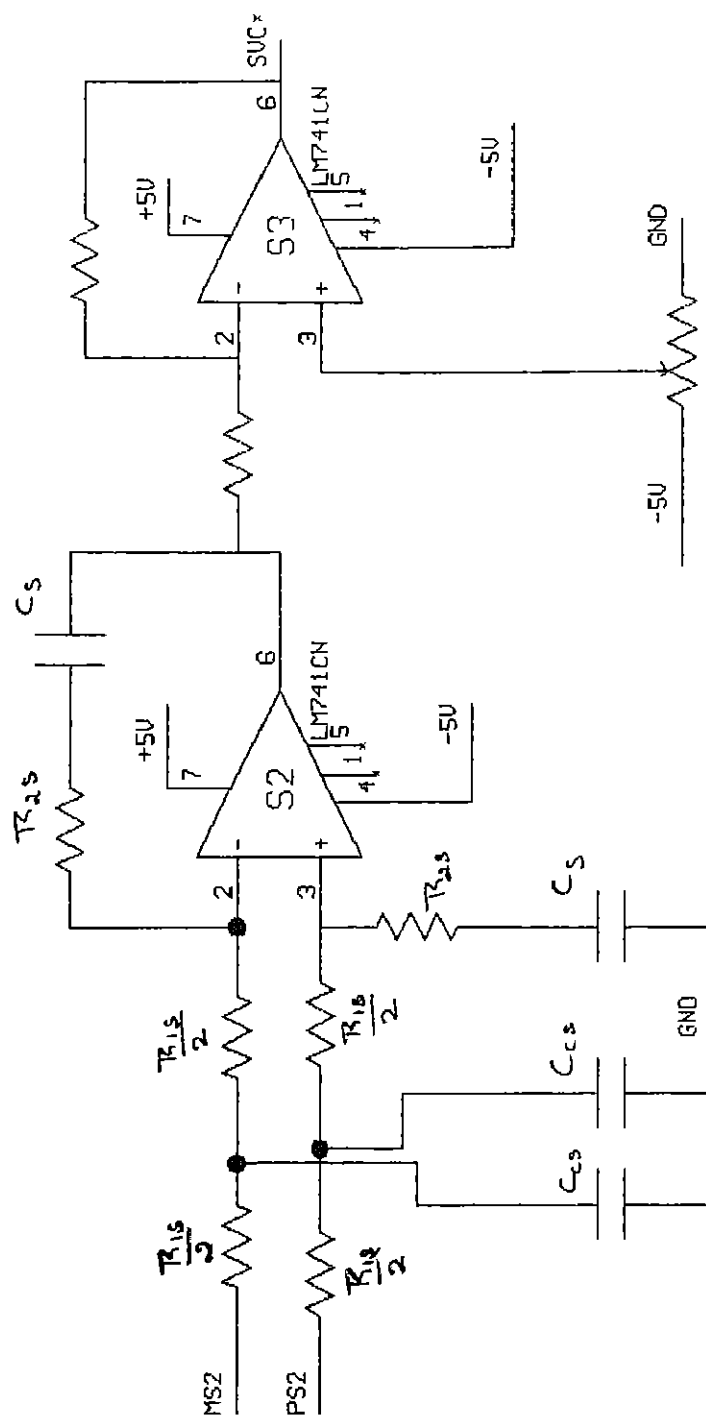 MS2
PS2
R1s/2
R1s/2
R1s/2
R1s/2
Ccs
Ccs
GND
R2s
Cs
R2s
Cs
2
3
-
+
S2
+5V
7
6
LM741CN
5
1
4
-5V
2
3
-
+
S3
+5V
7
6
LM741CN
5
1
4
-5V
SVC*
-5V
GND